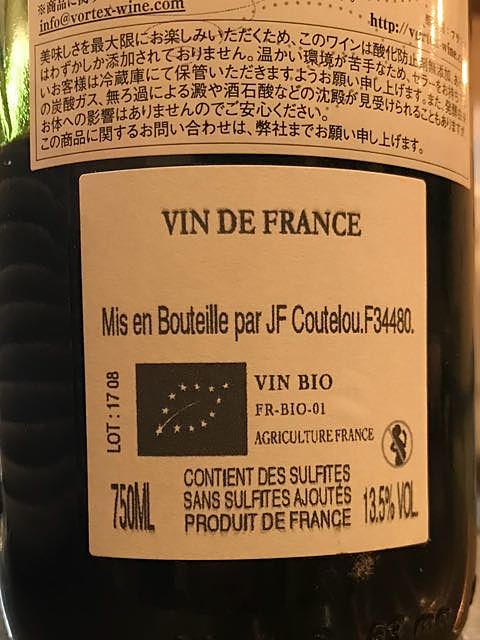 ※商品に関
info@vortex-wine.com
http://vortex-wine.
美味しさを最大限にお楽しみいただくため、このワインは酸化防止剤無添加、
はわずかしか添加されておりません。温かい環境が苦手なため、セラーをお持ち
いお客様は冷蔵庫にて保管いただきますようお願い申し上げます。また、発酵
の炭酸ガス、無ろ過による澱や酒石酸などの沈殿が見受けられることもあります
お体への影響はありませんのでご安心ください。
この商品に関するお問い合わせは、弊社までお願い申し上げます。
VIN DE FRANCE
Mis en Bouteille par JF Coutelou.F34480.
LOT : 17 08
VIN BIO
FR-BIO-01
AGRICULTURE FRANCE
750ML
CONTIENT DES SULFITES
SANS SULFITES AJOUTÉS
PRODUIT DE FRANCE
13.5% VOL.